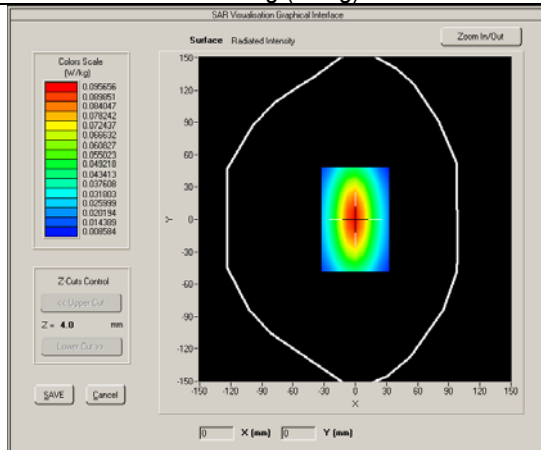 SAR Visualisation Graphical Interface
Surface Radiated Intensity
Zoom In/Out
Colors Scale
(W/kg)
0.095656
0.089851
0.084047
0.078242
0.072437
0.066632
0.060827
0.055023
0.049218
0.043413
0.037608
0.031803
0.025999
0.020194
0.014389
0.008584
Z-Cuts Control
<< Upper Cut
Z = 4.0 mm
Lower Cut >>
SAVE Cancel
150-
120-
90-
60-
30-
Y 0-
-30-
-60-
-90-
-120-
-150-
-150 -120 -90 -60 -30 0 30 60 90 120 150
X
0 X (mm) 0 Y (mm)